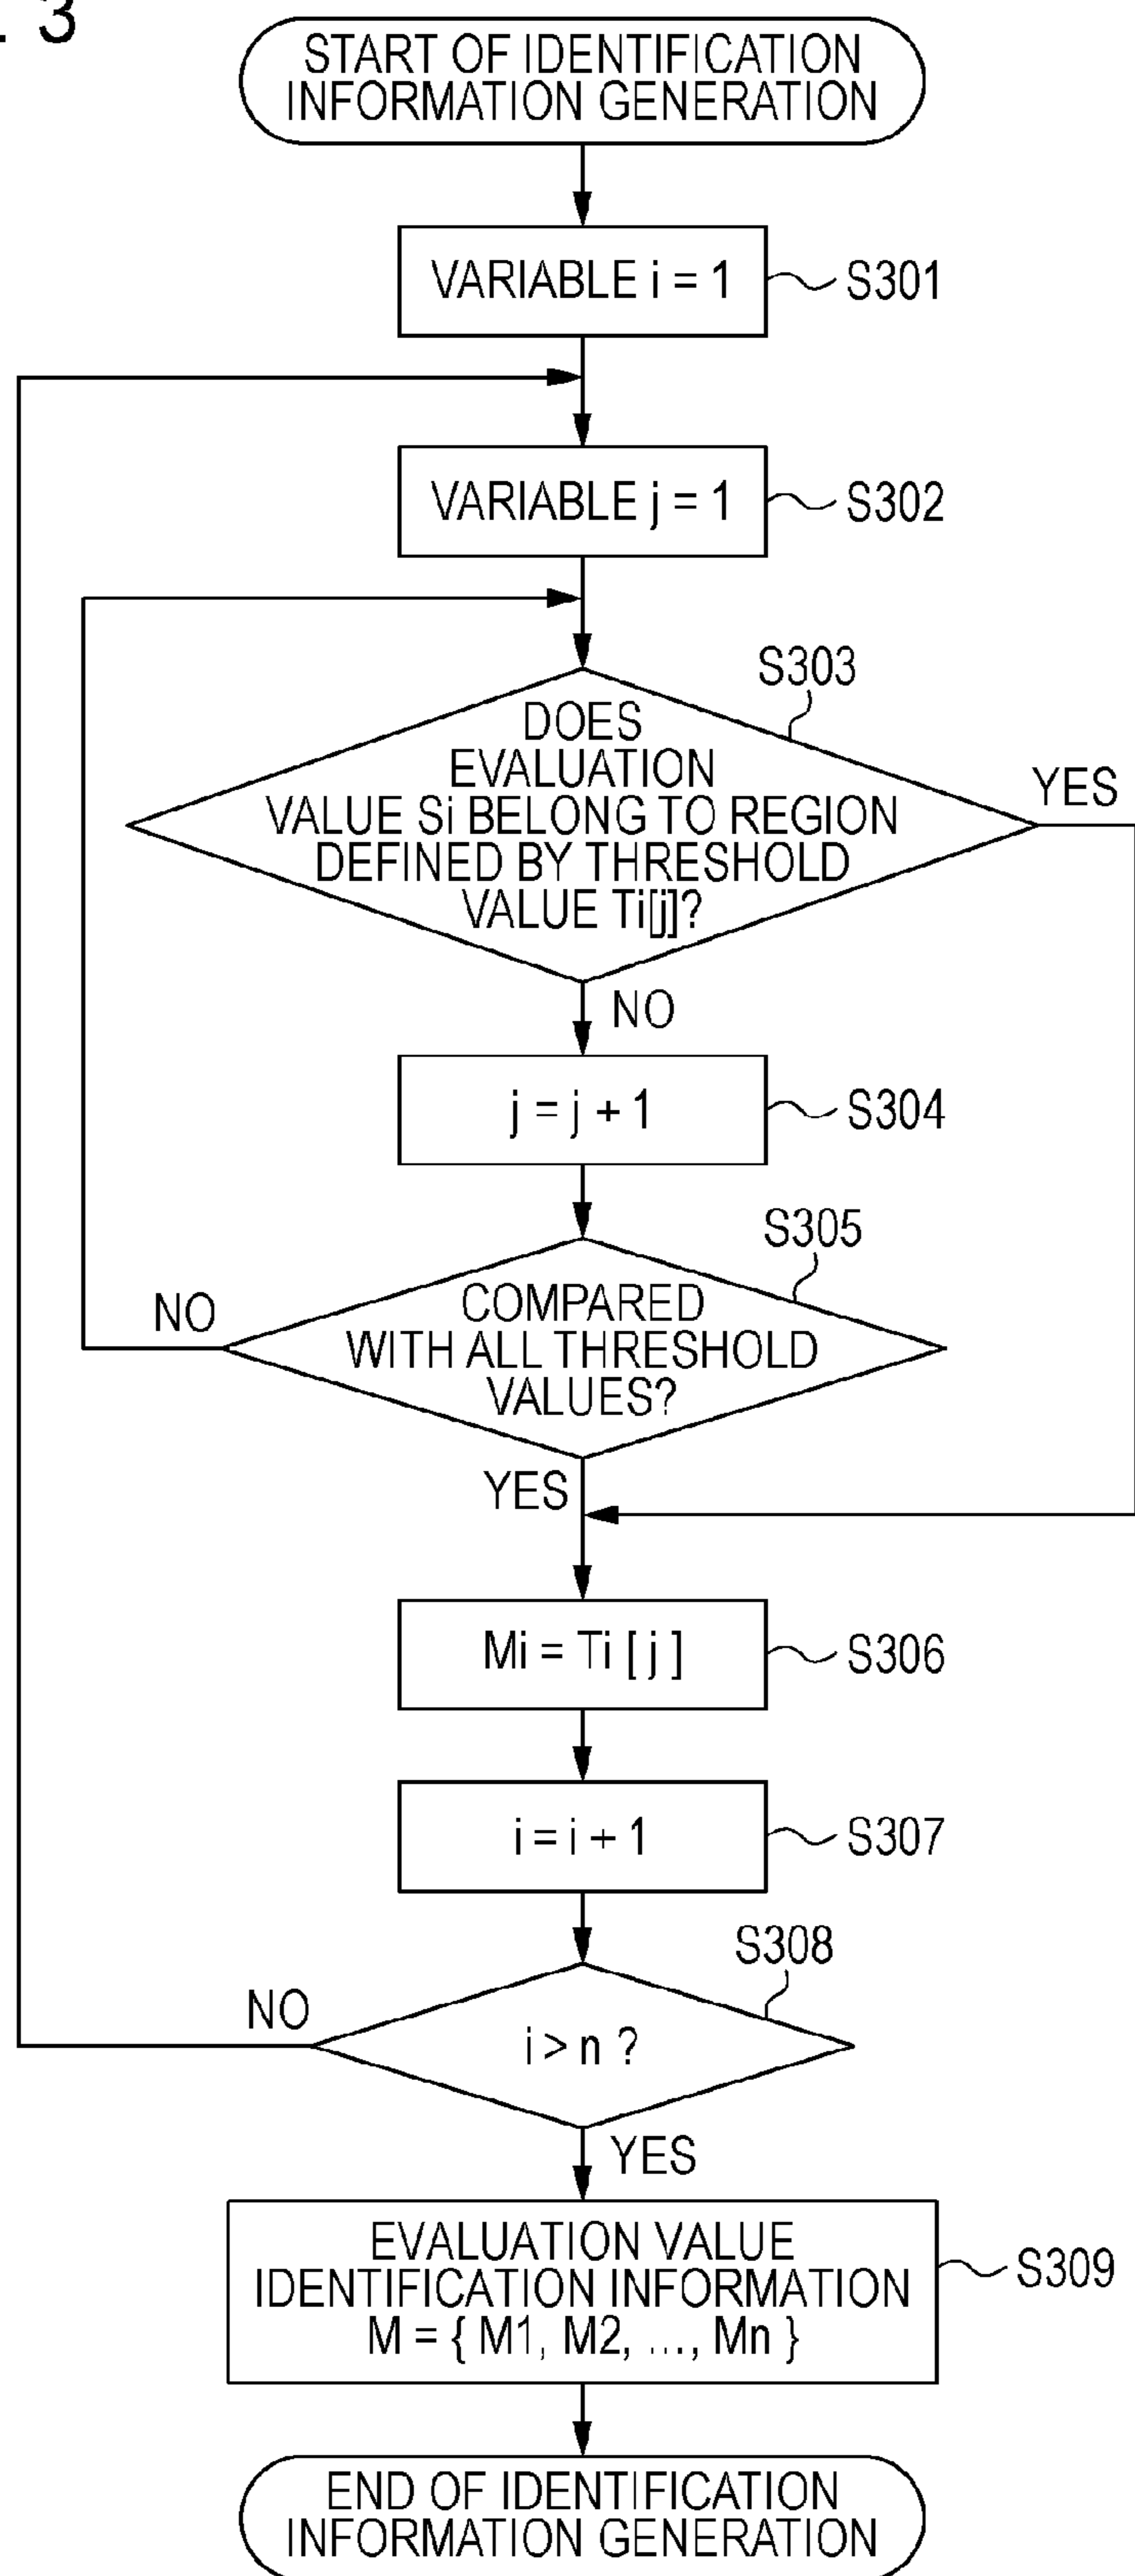 . 3
START OF IDENTIFICATION
INFORMATION GENERATION
VARIABLE i = 1
S301
VARIABLE j = 1
S302
S303
DOES
EVALUATION
VALUE Si BELONG TO REGION
DEFINED BY THRESHOLD
VALUE Ti[j]?
YES
NO
j = j + 1
S304
S305
COMPARED
WITH ALL THRESHOLD
VALUES?
NO
YES
Mi = Ti [ j ]
S306
i = i + 1
S307
S308
i > n ?
NO
YES
EVALUATION VALUE
IDENTIFICATION INFORMATION
M = { M1, M2, ..., Mn }
S309
END OF IDENTIFICATION
INFORMATION GENERATION